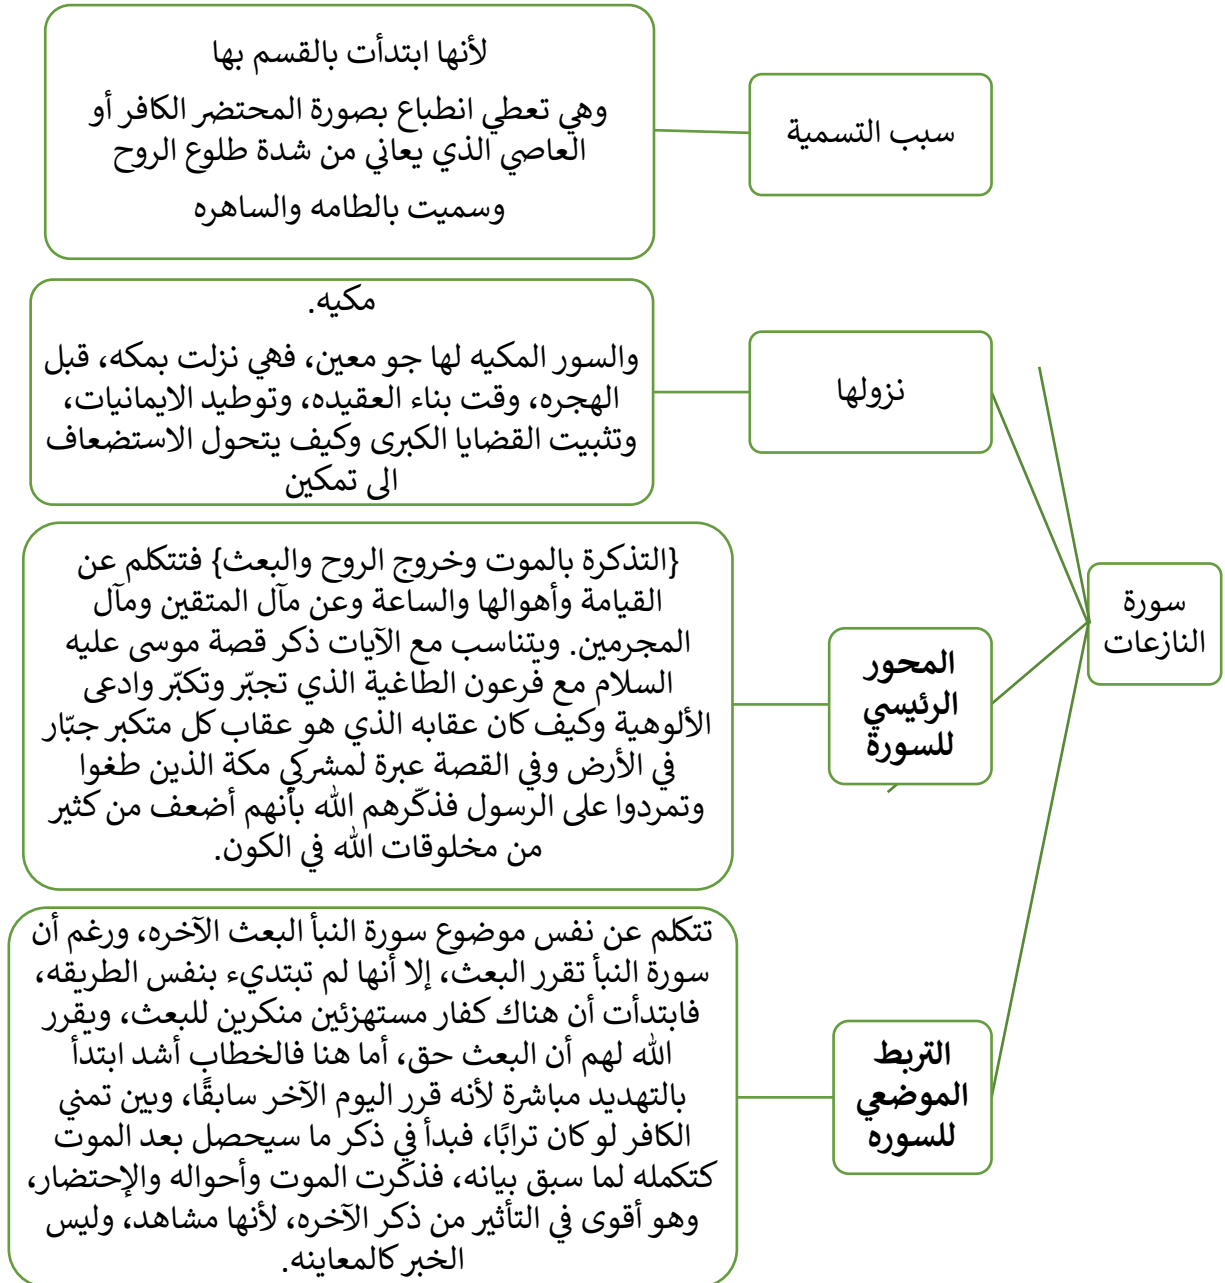 سورة
النازعات
سبب التسمية
لأنها ابتدأت بالقسم بها
وهي تعطي انطباع بصورة المحتضر الكافر أو
العاصي الذي يعاني من شدة طلوع الروح
وسميت بالطامه والساهره
نزولها
مكيه.
والسور المكيه لها جو معين، فهي نزلت بمكه، قبل
الهجره، وقت بناء العقيده، وتوطيد الايمانيات،
وتثبيت القضايا الكبرى وكيف يتحول الاستضعاف
الى تمكين
المحور
الرئيسي
للسورة
{التذكرة بالموت وخروج الروح والبعث} فتتكلم عن
القيامة وأهوالها والساعة وعن مآل المتقين ومآل
المجرمين. ويتناسب مع الآيات ذكر قصة موسى عليه
السلام مع فرعون الطاغية الذي تجبّر وتكبّر وادعى
الألوهية وكيف كان عقابه الذي هو عقاب كل متكبر جبّار
في الأرض وفي القصة عبرة لمشركي مكة الذين طغوا
وتمردوا على الرسول فذكّرهم الله بأنهم أضعف من كثير
من مخلوقات الله في الكون.
التربط
الموضعي
للسوره
تتكلم عن نفس موضوع سورة النبأ البعث الآخره، ورغم أن
سورة النبأ تقرر البعث، إلا أنها لم تبتديء بنفس الطريقه،
فابتدأت أن هناك كفار مستهزئين منكرين للبعث، ويقرر
الله لهم أن البعث حق، أما هنا فالخطاب أشد ابتدأ
بالتهديد مباشرة لأنه قرر اليوم الآخر سابقًا، وبين تمني
الكافر لو كان ترابًا، فبدأ في ذكر ما سيحصل بعد الموت
كتكمله لما سبق بيانه، فذكرت الموت وأحواله والإحتضار،
وهو أقوى في التأثير من ذكر الآخره، لأنها مشاهد، وليس
الخبر كالمعاينه.